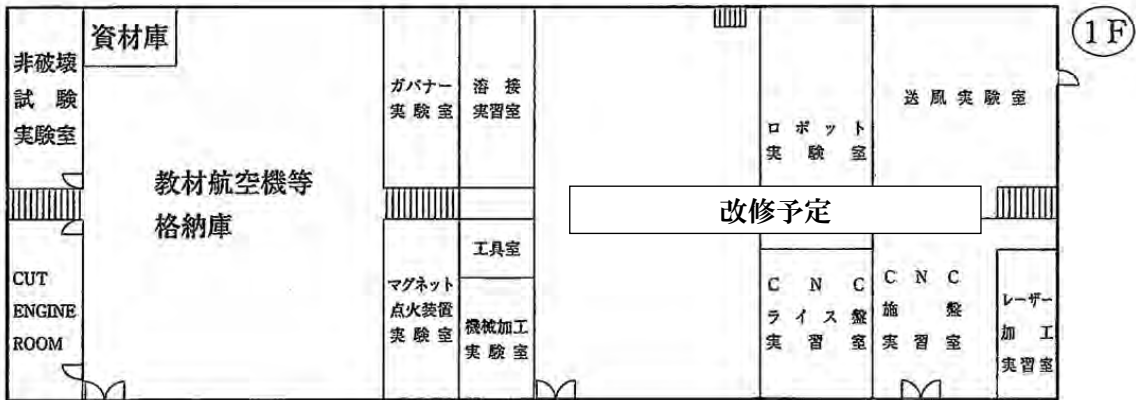 1F
資材庫
非破壊
試験
実験室
ガバナー
実験室
溶接
実習室
送風実験室
ロボット
実験室
教材航空機等
格納庫
改修予定
工具室
CUT
ENGINE
ROOM
マグネット
点火装置
実験室
機械加工
実験室
CNC
ライス盤
実習室
CNC
施盤
実習室
レーザー
加工
実習室